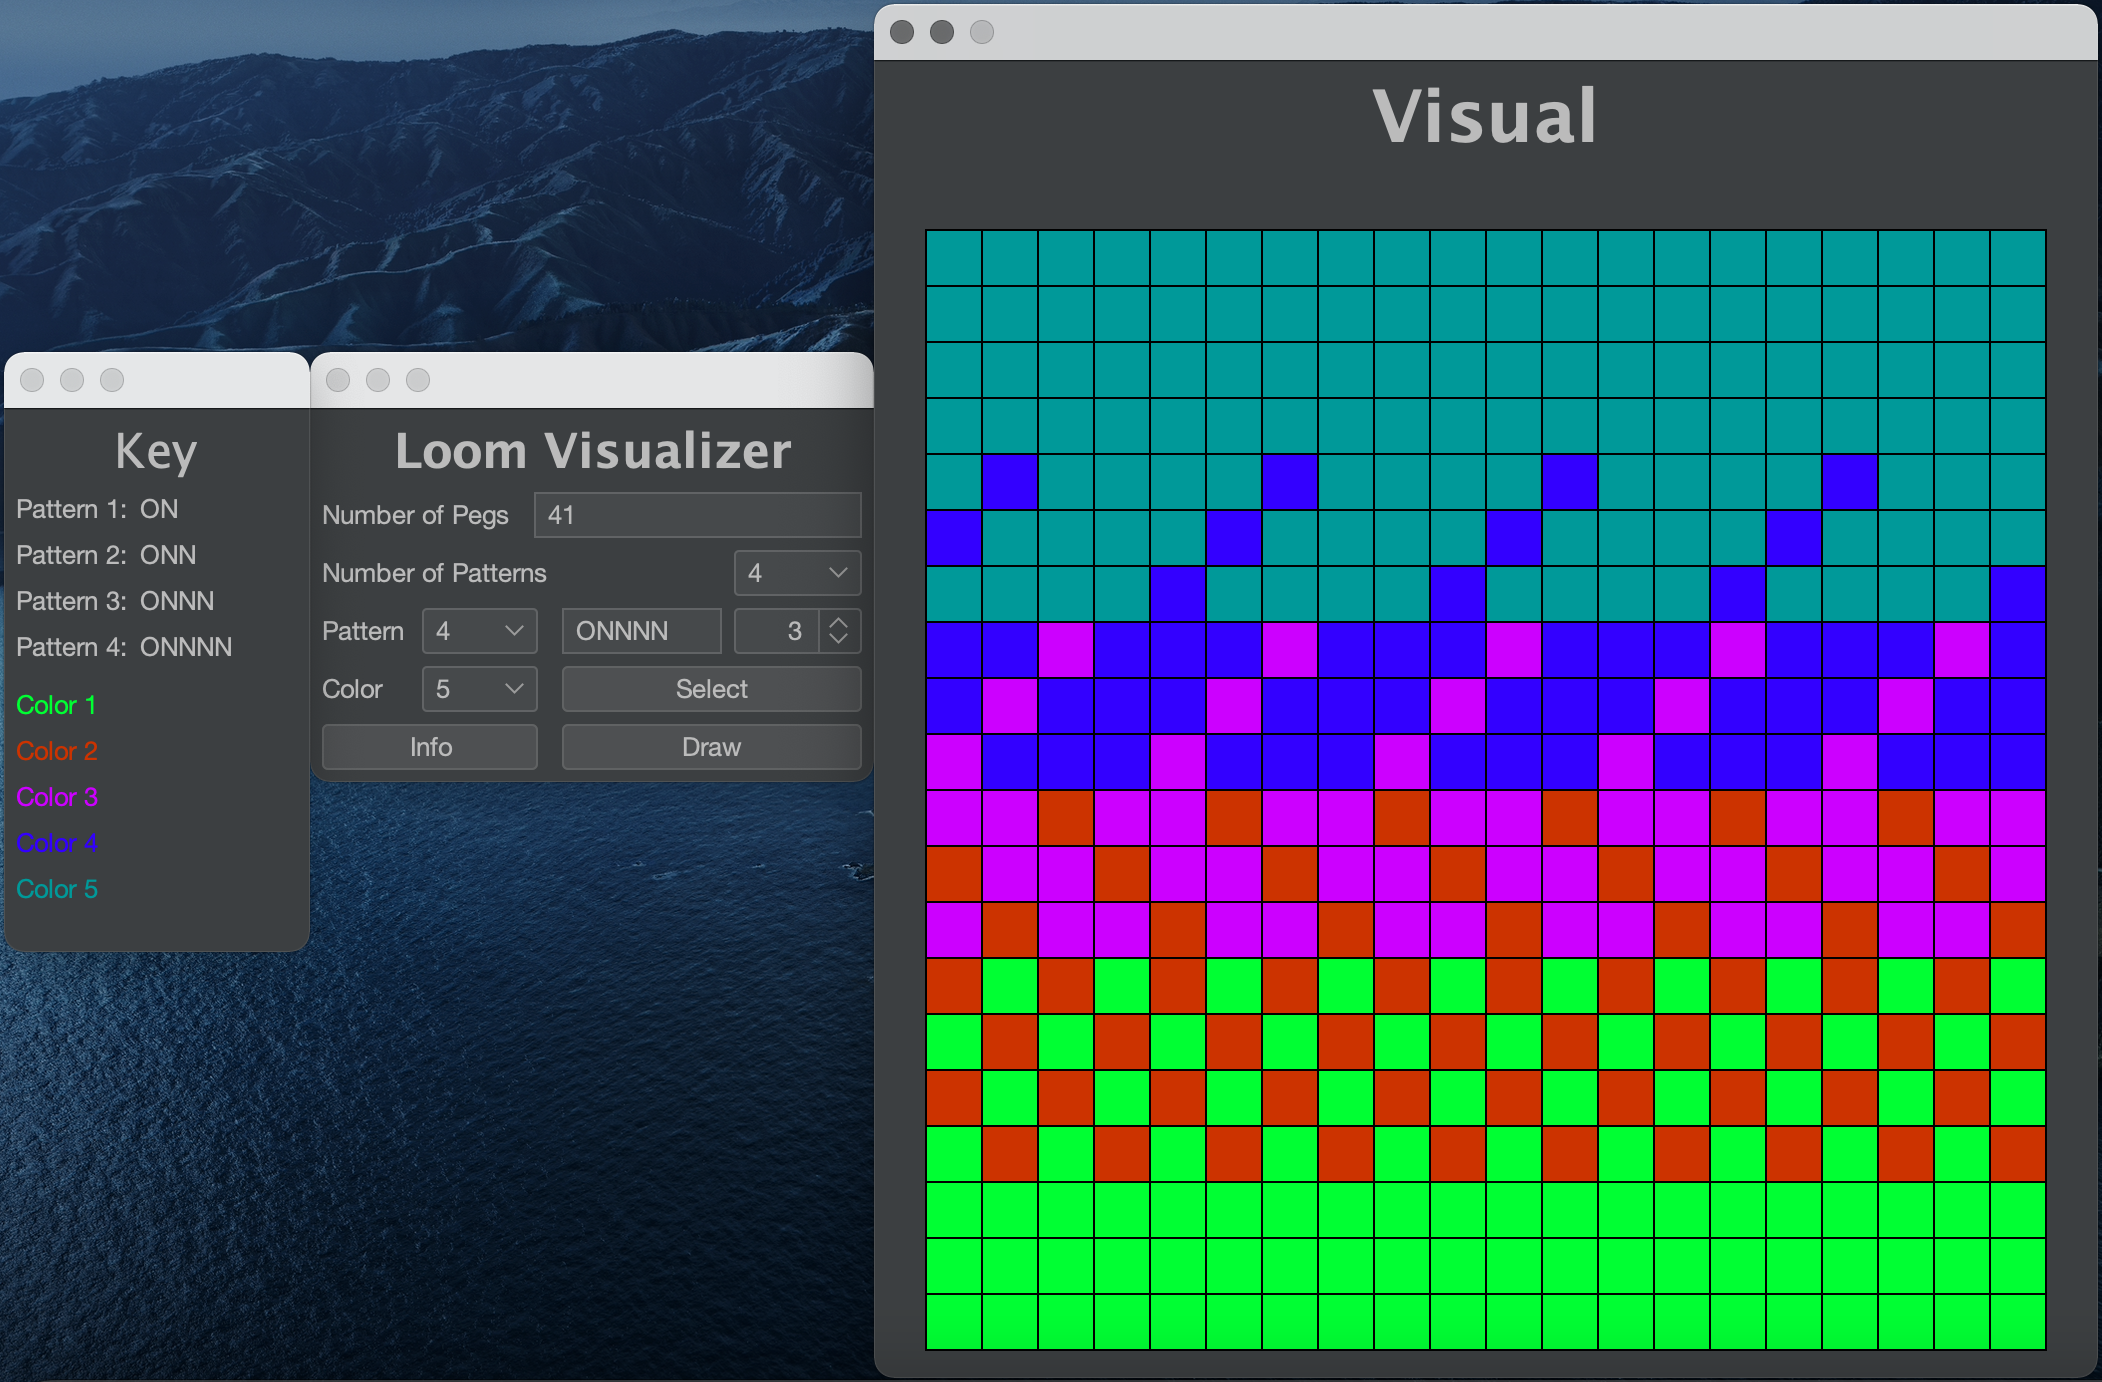 Visual
Key
Pattern 1: ON
Pattern 2: ONN
Pattern 3: ONNN
Pattern 4: ONNNN
Color 1
Color 2
Color 3
Color 4
Color 5
Loom Visualizer
Number of Pegs 41
Number of Patterns 4
Pattern 4 ONNNN 3
Color 5 Select
Info Draw